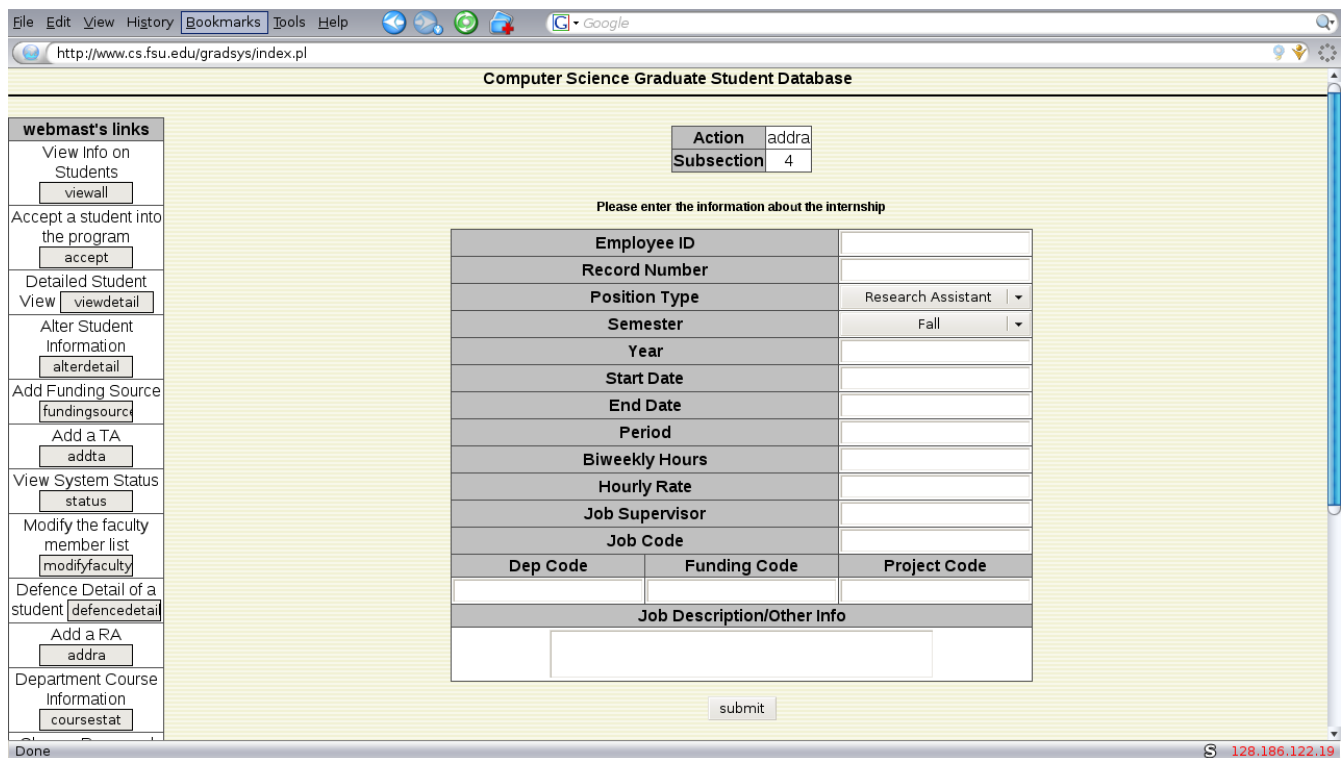 File Edit View History Bookmarks Tools Help G Google
http://www.cs.fsu.edu/gradsys/index.pl
Computer Science Graduate Student Database
webmast's links
View Info on
Students
viewall
Accept a student into
the program
accept
Detailed Student
View viewdetail
Alter Student
Information
alterdetail
Add Funding Source
fundingsource
Add a TA
addta
View System Status
status
Modify the faculty
member list
modifyfaculty
Defence Detail of a
student defencedetail
Add a RA
addra
Department Course
Information
coursestat
Action addra
Subsection 4
Please enter the information about the internship
Employee ID
Record Number
Position Type Research Assistant
Semester Fall
Year
Start Date
End Date
Period
Biweekly Hours
Hourly Rate
Job Supervisor
Job Code
Dep Code Funding Code Project Code
Job Description/Other Info
submit
Done S 128.186.122.19